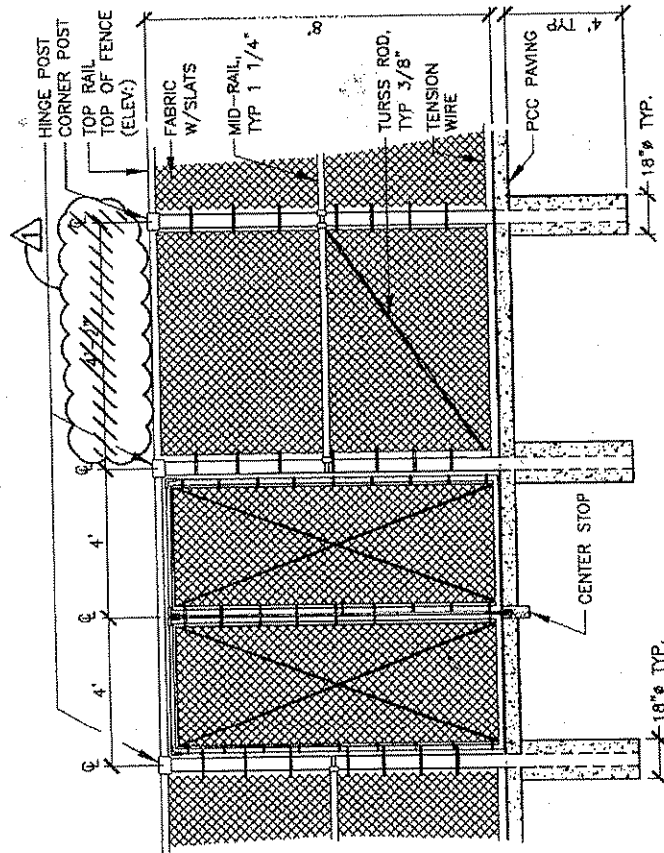 HINGE POST
CORNER POST
TOP RAIL
TOP OF FENCE
(ELEV:)
FABRIC
W/SLATS
MID-RAIL,
TYP 1 1/4"
TURSS ROD,
TYP 3/8"
TENSION
WIRE
PCC PAVING
1
℄
℄
℄
℄
4'
4'
8'
4' TYP
18"ø TYP.
CENTER STOP
18"ø TYP.